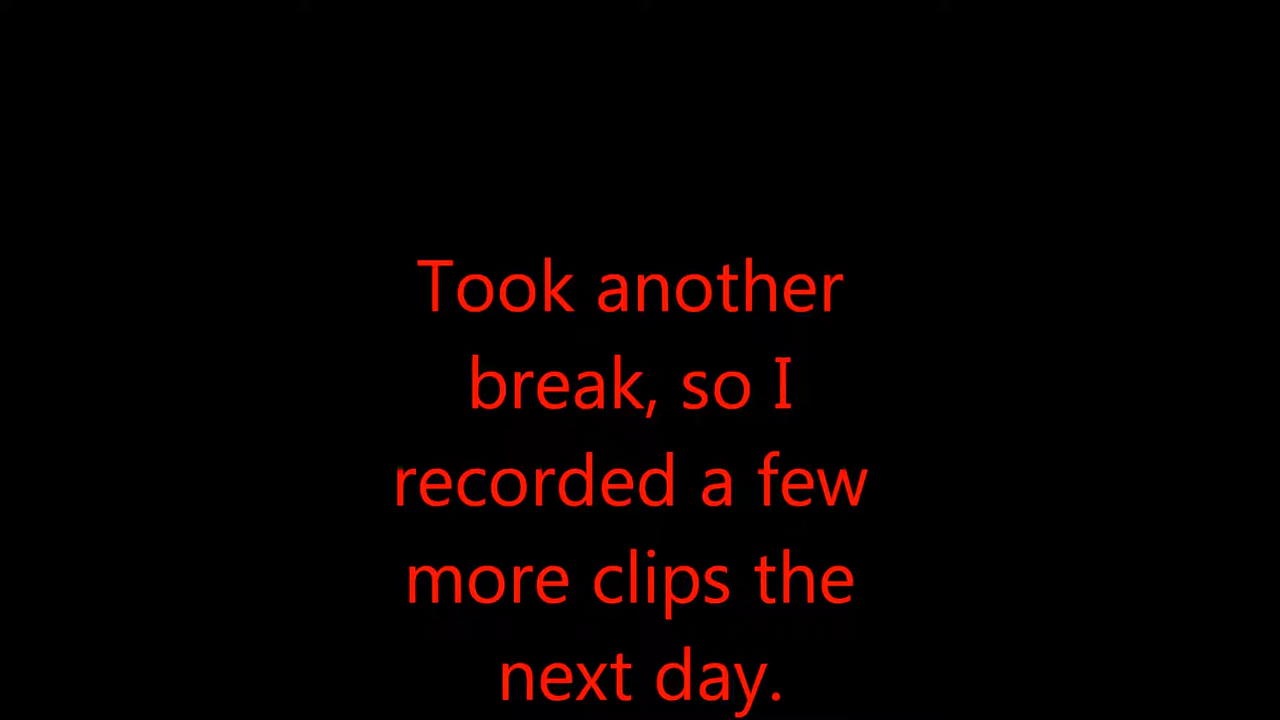 Took another
break, so I
recorded a few
more clips the
next day.